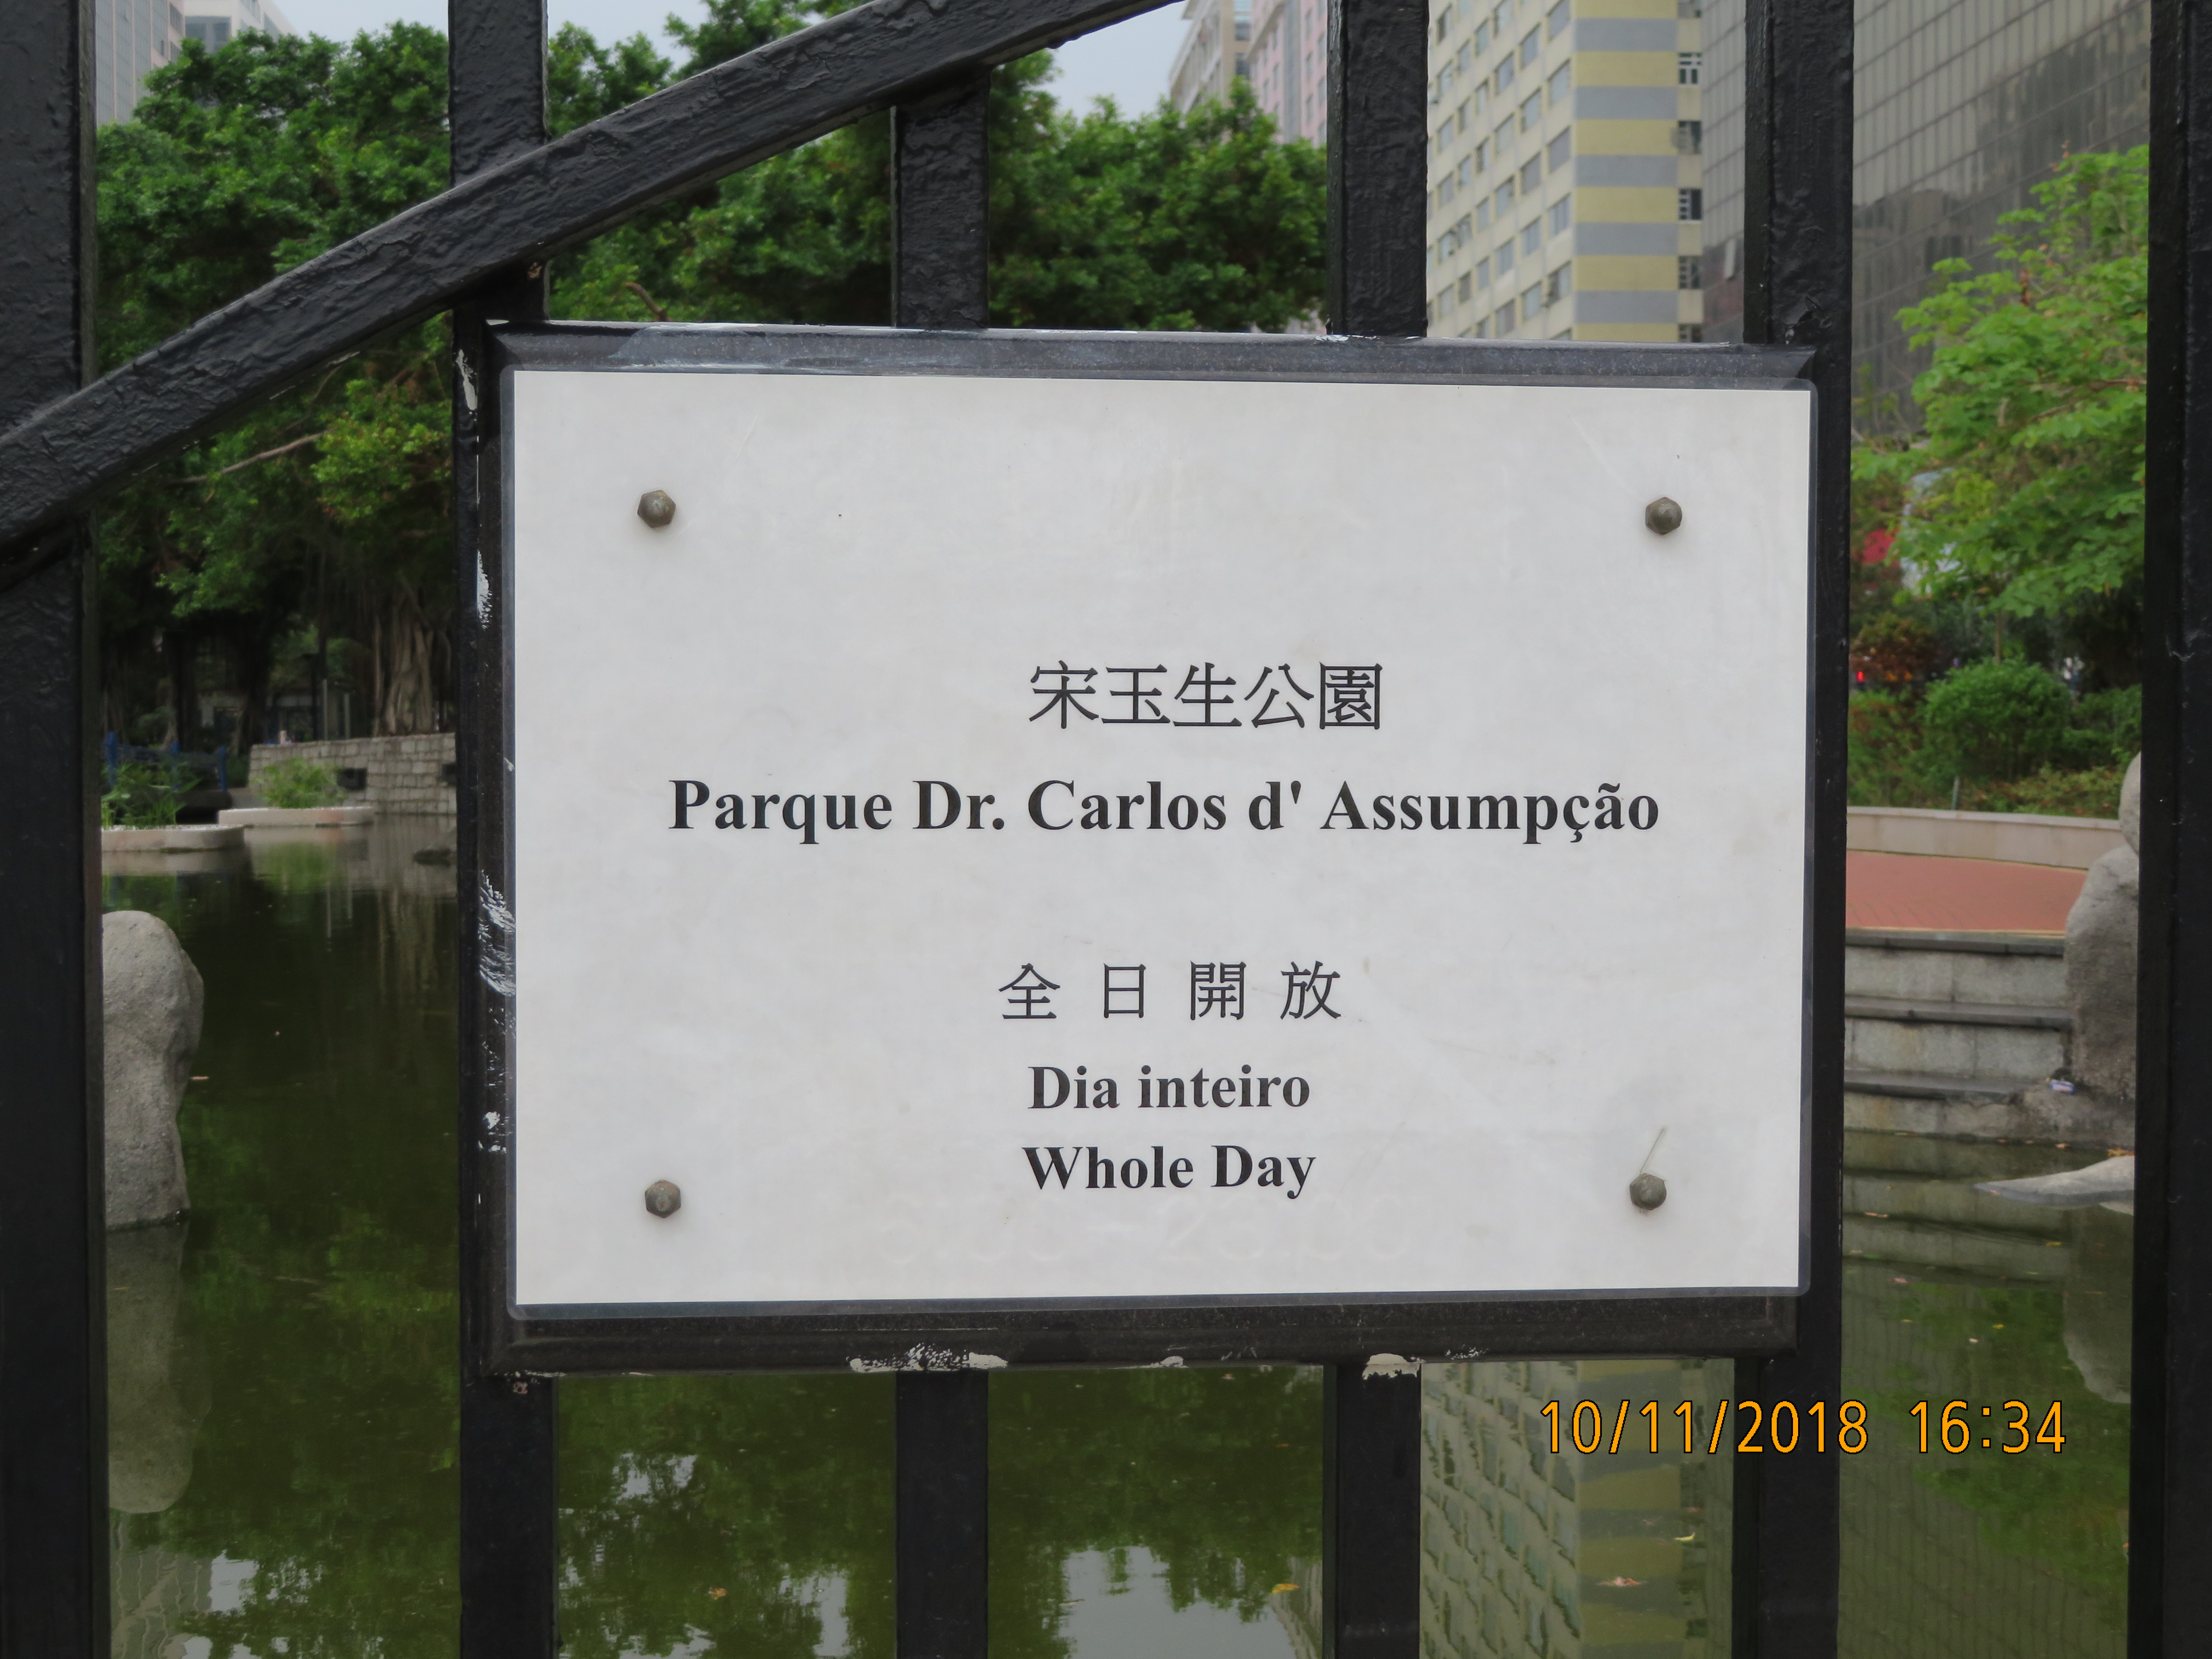 宋玉生公園
Parque Dr. Carlos d' Assumpção
全日開放
Dia inteiro
Whole Day
10/11/2018 16:34